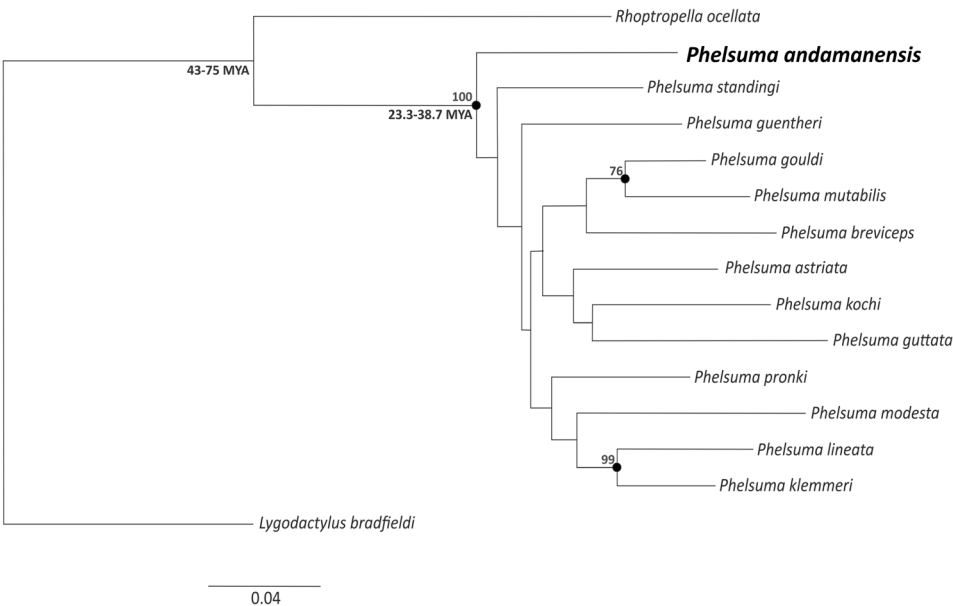 Rhoptropella ocellata
Phelsuma andamanensis
43-75 MYA
Phelsuma standingi
100
23.3-38.7 MYA
Phelsuma guentheri
Phelsuma gouldi
76
Phelsuma mutabilis
Phelsuma breviceps
Phelsuma astriata
Phelsuma kochi
Phelsuma guttata
Phelsuma pronki
Phelsuma modesta
Phelsuma lineata
99
Phelsuma klemmeri
Lygodactylus bradfieldi
0.04